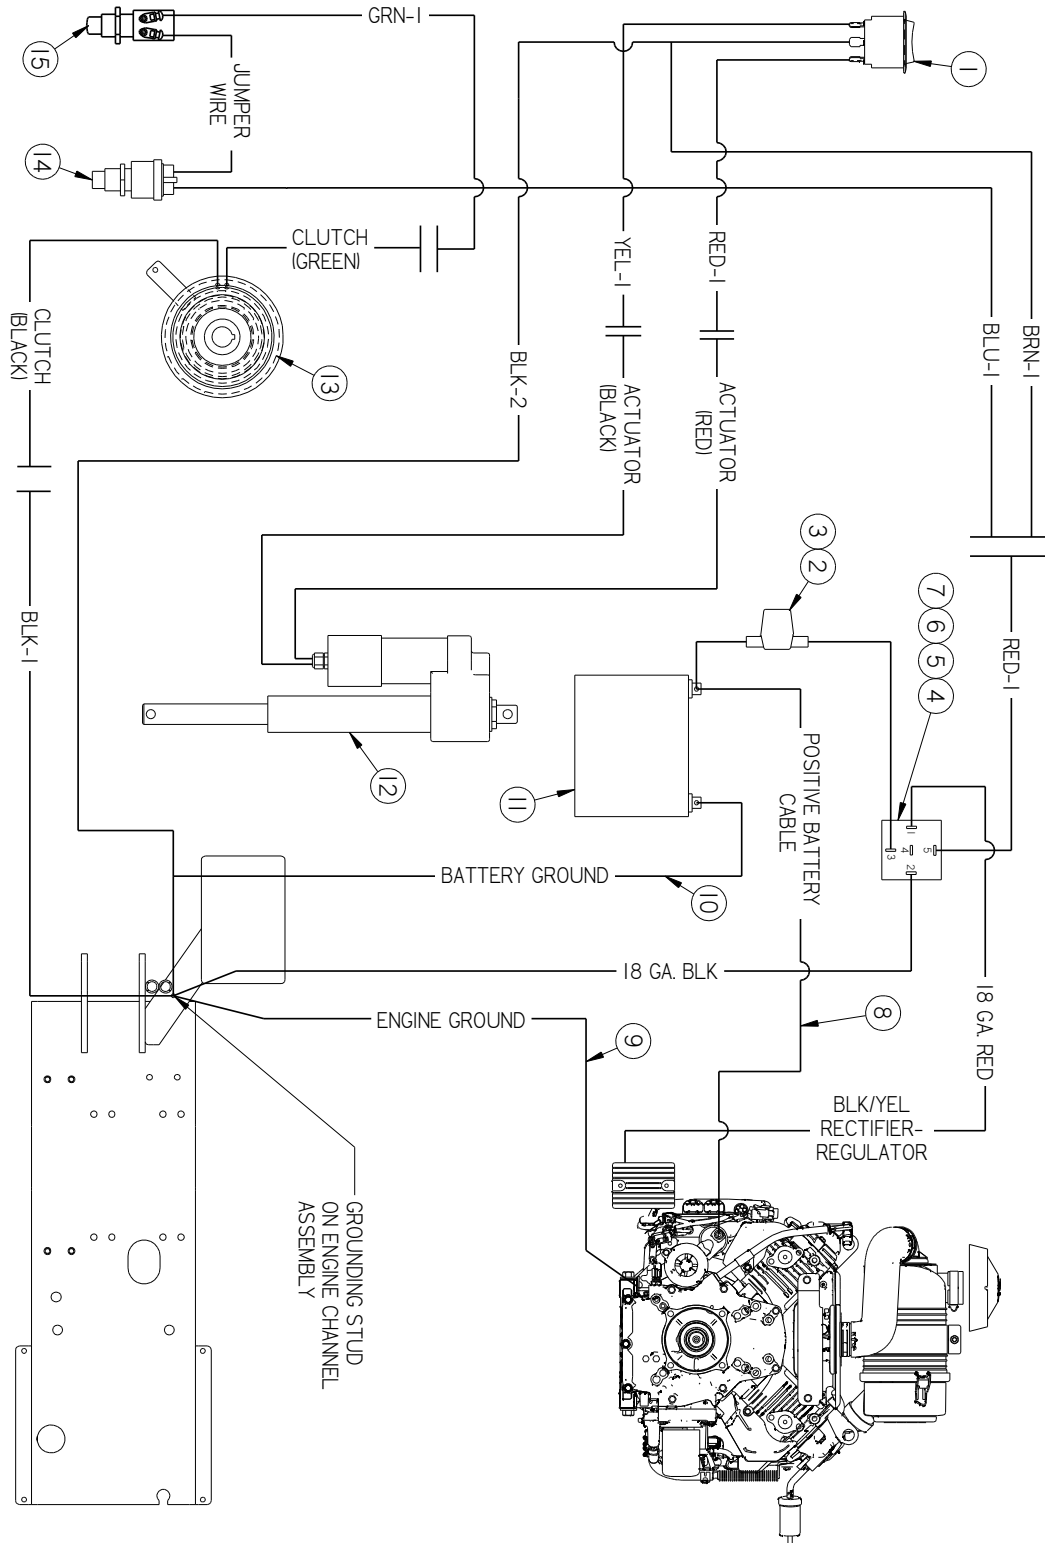 GRN-1
15
JUMPER
WIRE
14
1
CLUTCH
(GREEN)
CLUTCH
(BLACK)
13
BLK-2
YEL-1
RED-1
BLU-1
BRN-1
ACTUATOR
(BLACK)
ACTUATOR
(RED)
3
2
7
6
5
4
RED-1
BLK-1
12
11
POSITIVE BATTERY
CABLE
1
4
5
3
2
BATTERY GROUND
10
18 GA. BLK
ENGINE GROUND
9
8
18 GA. RED
BLK/YEL
RECTIFIER-
REGULATOR
GROUNDING STUD
ON ENGINE CHANNEL
ASSEMBLY